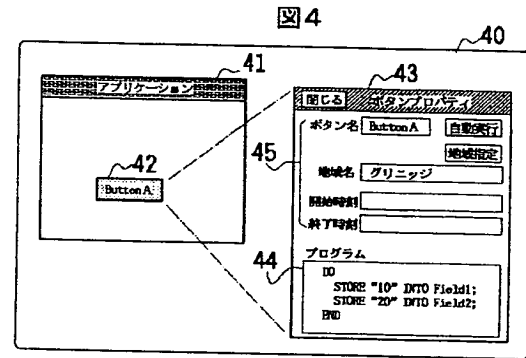 図4
40
41
アプリケーション
42
Button A
43
閉じる ボタンプロパティ
45
ボタン名 Button A 自動実行
地域指定
地域名 グリニッジ
開始時刻
終了時刻
44
プログラム
DO
STORE "10" INTO Field1;
STORE "20" INTO Field2;
END